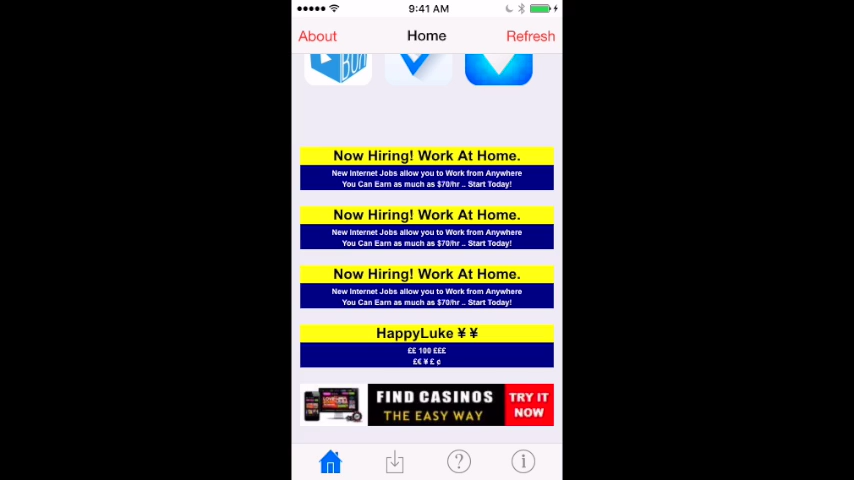 9:41 AM
About Home Refresh
Now Hiring! Work At Home.
New Internet Jobs allow you to Work from Anywhere
You Can Earn as much as $70/hr .. Start Today!
Now Hiring! Work At Home.
New Internet Jobs allow you to Work from Anywhere
You Can Earn as much as $70/hr .. Start Today!
Now Hiring! Work At Home.
New Internet Jobs allow you to Work from Anywhere
You Can Earn as much as $70/hr .. Start Today!
HappyLuke ¥ ¥
££ 100 £££
££ ¥ £ ¢
FIND CASINOS
THE EASY WAY
TRY IT
NOW